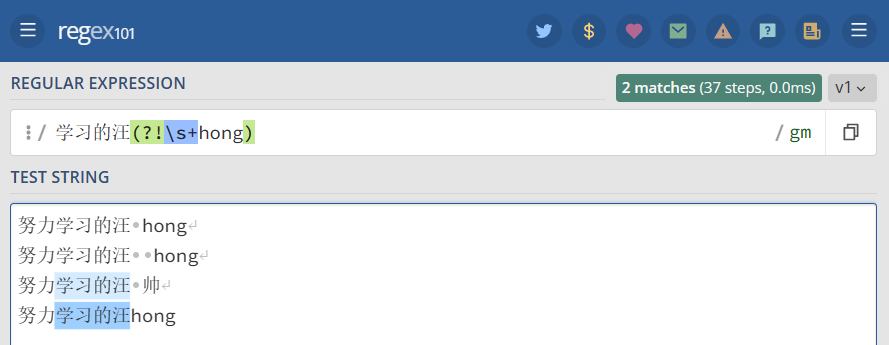 regex101
REGULAR EXPRESSION
2 matches (37 steps, 0.0ms)
v1
/ 学习的汪(?!\s+hong)
/ gm
TEST STRING
努力学习的汪·hong↵
努力学习的汪··hong↵
努力学习的汪·帅↵
努力学习的汪hong